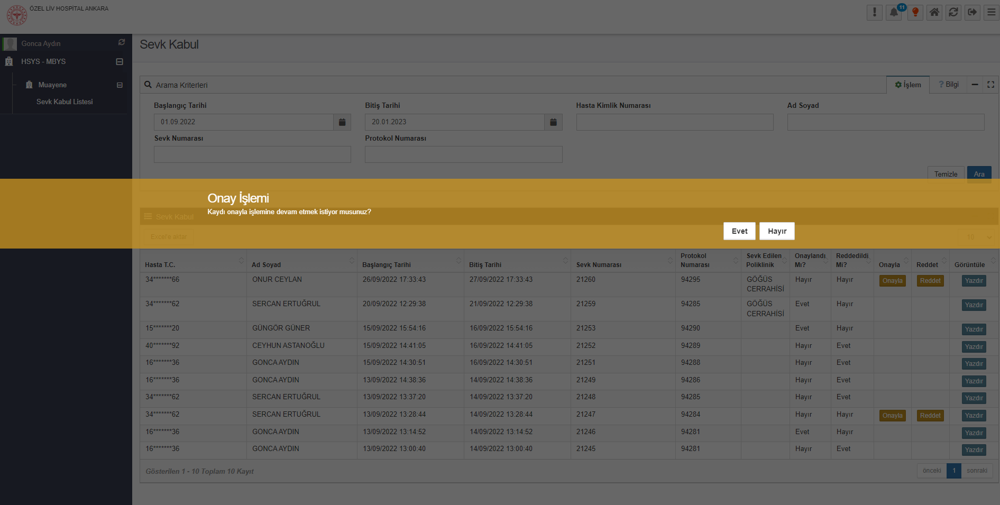 ÖZEL LİV HOSPİTAL ANKARA
11
Gonca Aydın
HSYS - MBYS
Muayene
Sevk Kabul Listesi
Sevk Kabul
Arama Kriterleri
İşlem
? Bilgi
Başlangıç Tarihi
Bitiş Tarihi
Hasta Kimlik Numarası
Ad Soyad
01.09.2022
20.01.2023
Sevk Numarası
Protokol Numarası
Temizle
Ara
Onay İşlemi
Kaydı onayla işlemine devam etmek istiyor musunuz?
Evet
Hayır
Sevk Kabul
Excel'e aktar
10
Hasta T.C. Ad Soyad Başlangıç Tarihi Bitiş Tarihi Sevk Numarası Protokol Numarası Sevk Edilen Poliklinik Onaylandı Mı? Reddedildi Mi? Onayla Reddet Görüntüle
34*******66 ONUR CEYLAN 26/09/2022 17:33:43 27/09/2022 17:33:43 21260 94295 GÖĞÜS CERRAHİSİ Hayır Hayır Onayla Reddet Yazdır
34*******62 SERCAN ERTUĞRUL 20/09/2022 12:29:38 21/09/2022 12:29:38 21259 94285 GÖĞÜS CERRAHİSİ Evet Hayır Yazdır
15*******20 GÜNGÖR GÜNER 15/09/2022 15:54:16 16/09/2022 15:54:16 21253 94290 Evet Hayır Yazdır
40*******92 CEYHUN ASTANOĞLU 15/09/2022 14:41:05 16/09/2022 14:41:05 21252 94289 Hayır Evet Yazdır
16*******36 GONCA AYDIN 15/09/2022 14:30:51 16/09/2022 14:30:51 21251 94288 Hayır Evet Yazdır
16*******36 GONCA AYDIN 13/09/2022 14:38:36 14/09/2022 14:38:36 21249 94286 Hayır Evet Yazdır
34*******62 SERCAN ERTUĞRUL 13/09/2022 13:37:20 14/09/2022 13:37:20 21248 94285 Hayır Evet Yazdır
34*******62 SERCAN ERTUĞRUL 13/09/2022 13:28:44 14/09/2022 13:28:44 21247 94284 Hayır Hayır Onayla Reddet Yazdır
16*******36 GONCA AYDIN 13/09/2022 13:14:52 14/09/2022 13:14:52 21246 94281 Evet Hayır Yazdır
16*******36 GONCA AYDIN 13/09/2022 13:00:40 14/09/2022 13:00:40 21245 94281 Hayır Evet Yazdır
Gösterilen 1 - 10 Toplam 10 Kayıt
önceki 1 sonraki